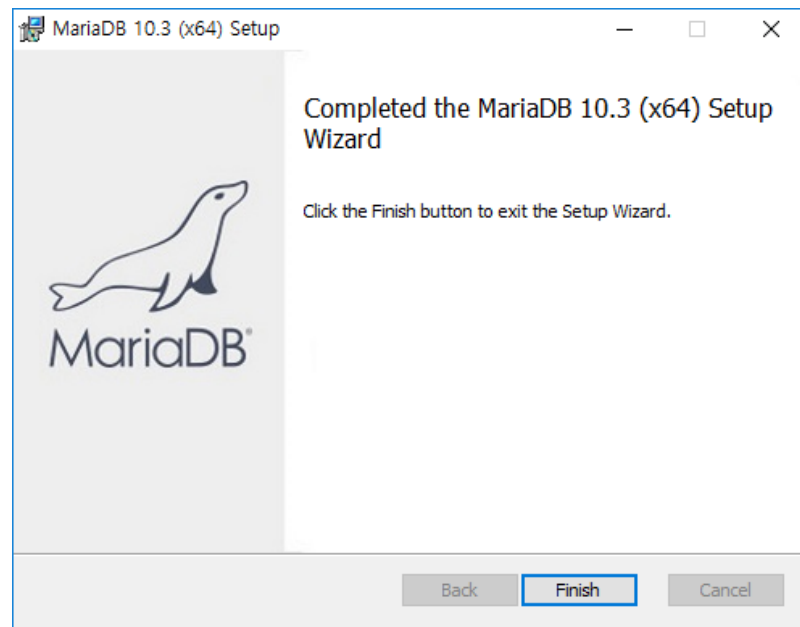 MariaDB 10.3 (x64) Setup
Completed the MariaDB 10.3 (x64) Setup
Wizard
Click the Finish button to exit the Setup Wizard.
MariaDB®
Back
Finish
Cancel